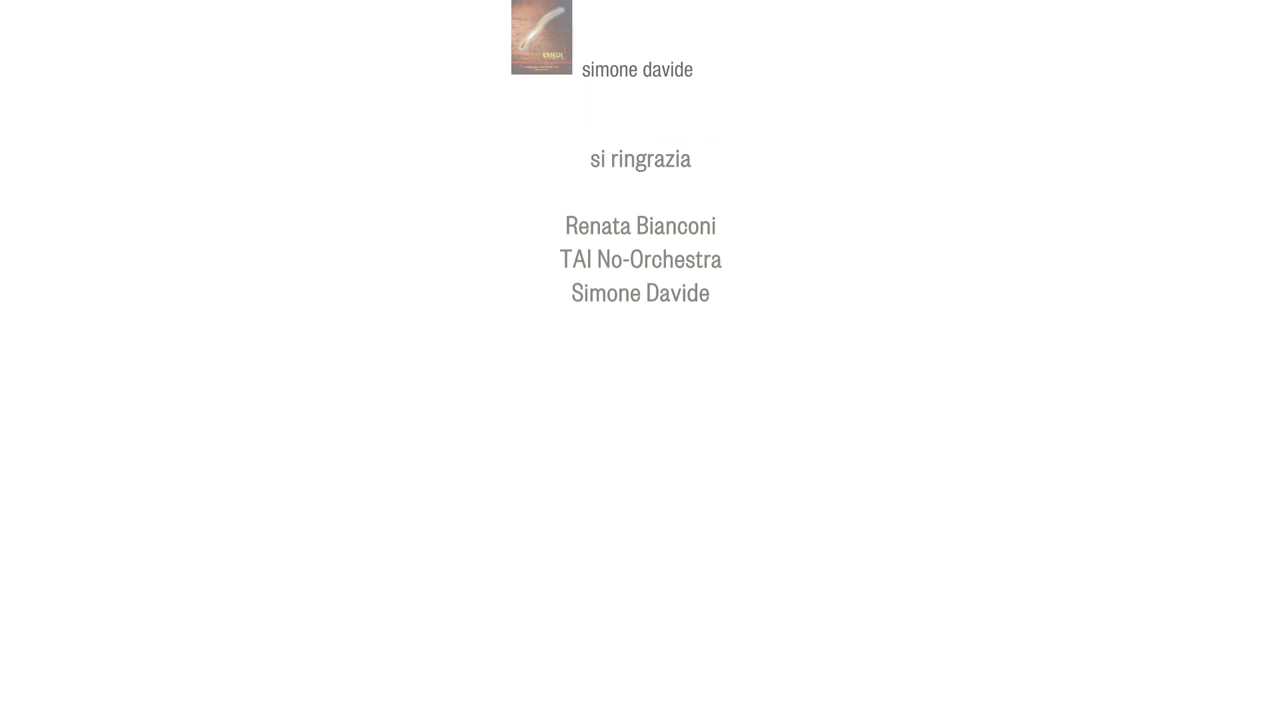 simone davide
si ringrazia
Renata Bianconi
TAI No-Orchestra
Simone Davide